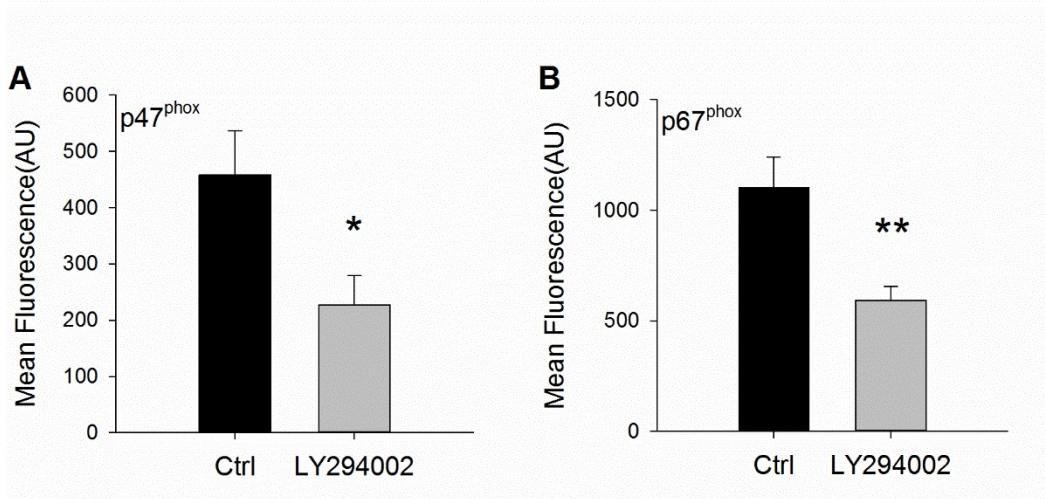 A
600
500
400
300
200
100
0
Mean Fluorescence(AU)
p47phox
*
Ctrl LY294002
B
1500
1000
500
0
Mean Fluorescence(AU)
p67phox
**
Ctrl LY294002